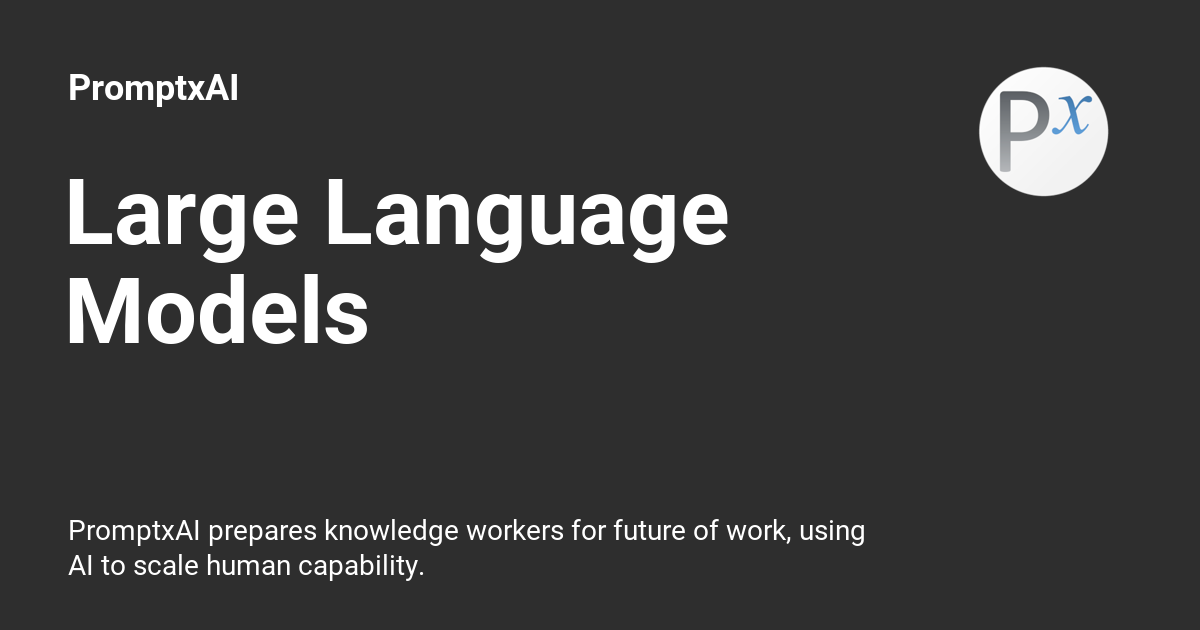 PromptxAI
Px
Large Language
Models
PromptxAI prepares knowledge workers for future of work, using
AI to scale human capability.